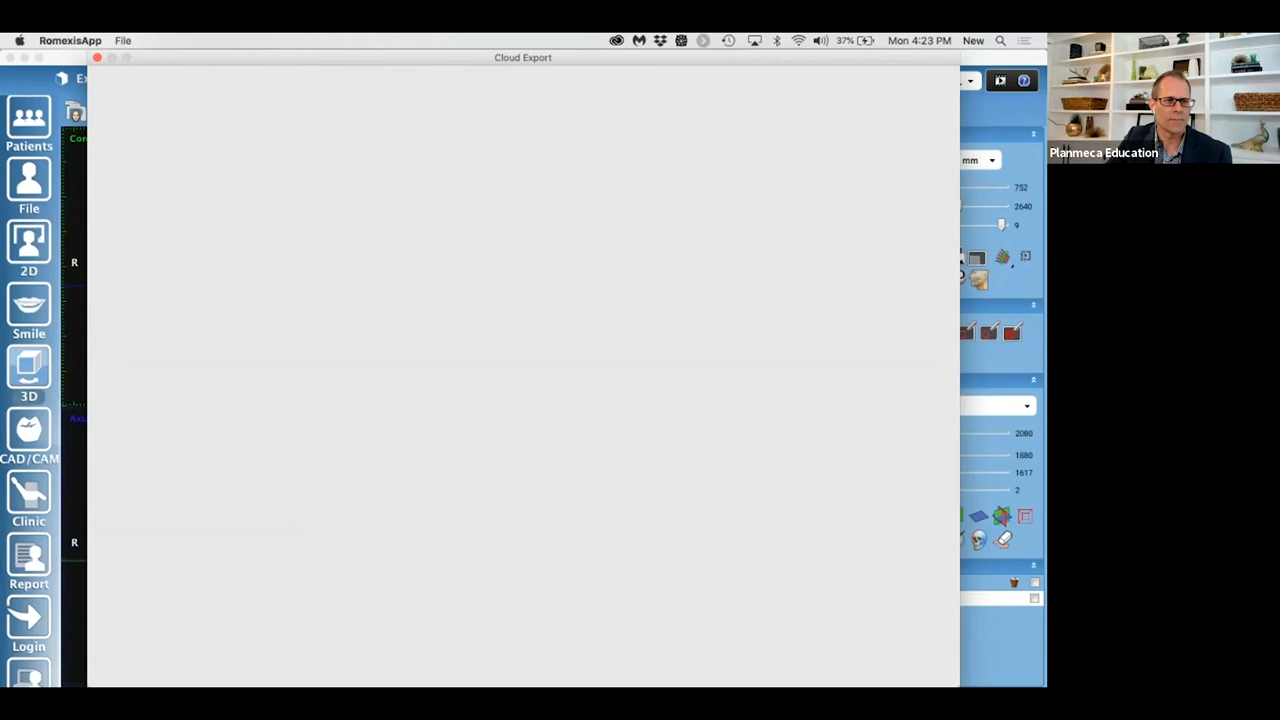 RomexisApp File 37% Mon 4:23 PM New
Cloud Export
Ex
Patients
File
2D
Smile
3D
CAD/CAM
Clinic
Report
Login
R
R
mm
752
2640
9
2080
1880
1617
2
Planmeca Education